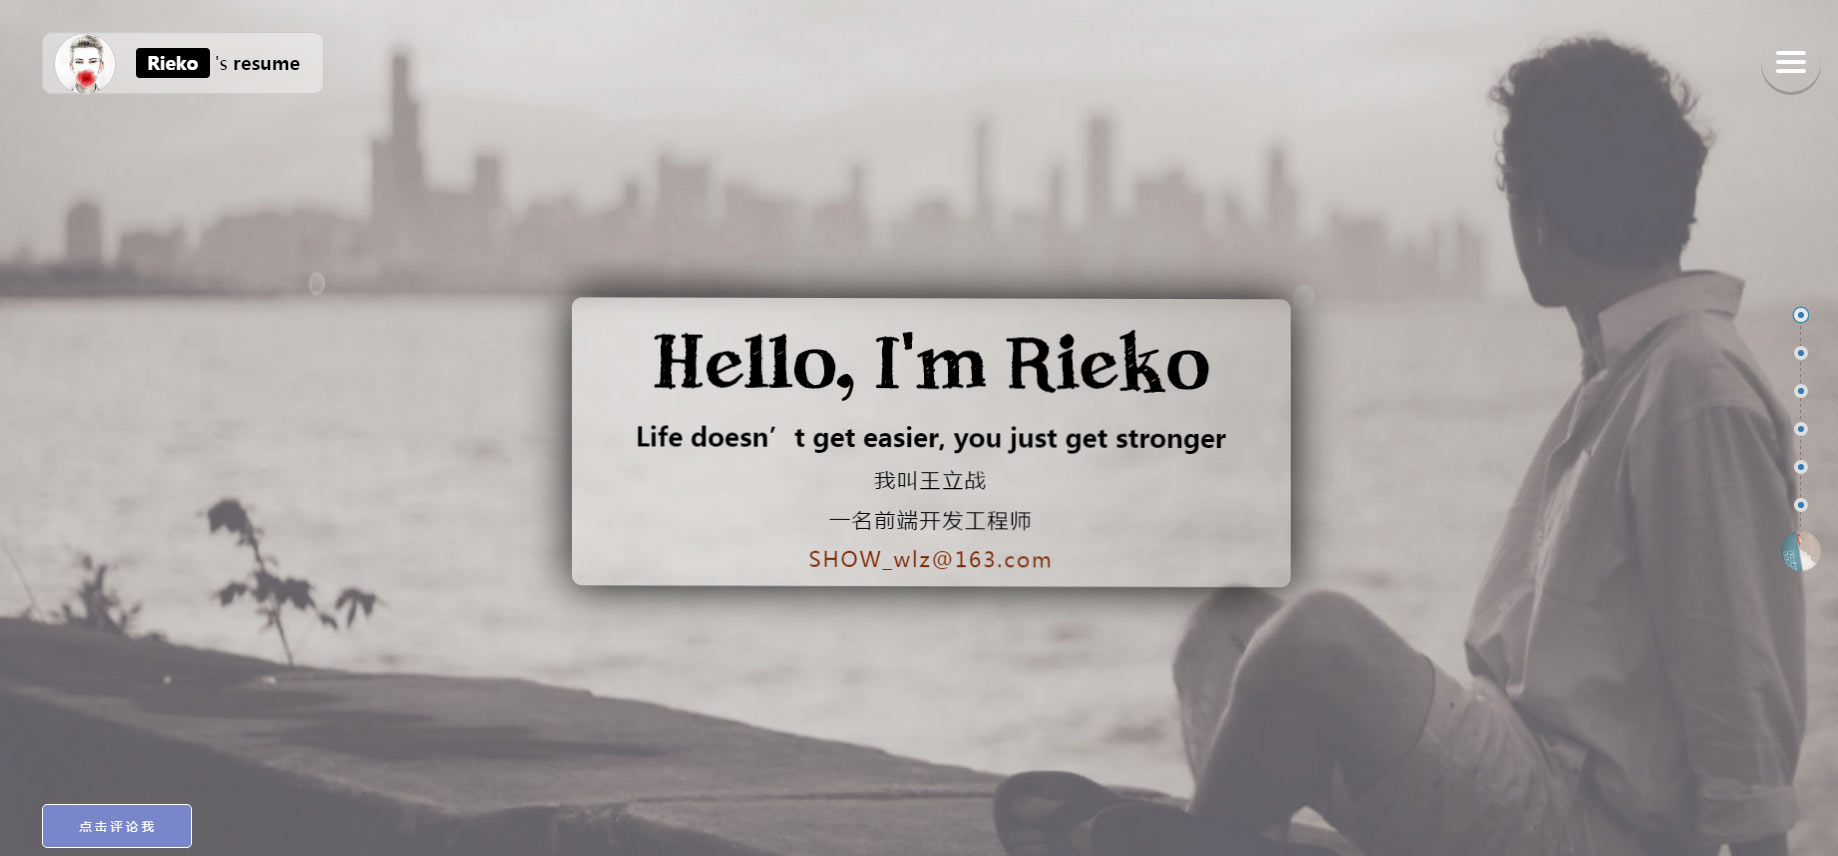 Rieko 's resume
Hello, I'm Rieko
Life doesn’t get easier, you just get stronger
我叫王立战
一名前端开发工程师
SHOW_wlz@163.com
点击评论我